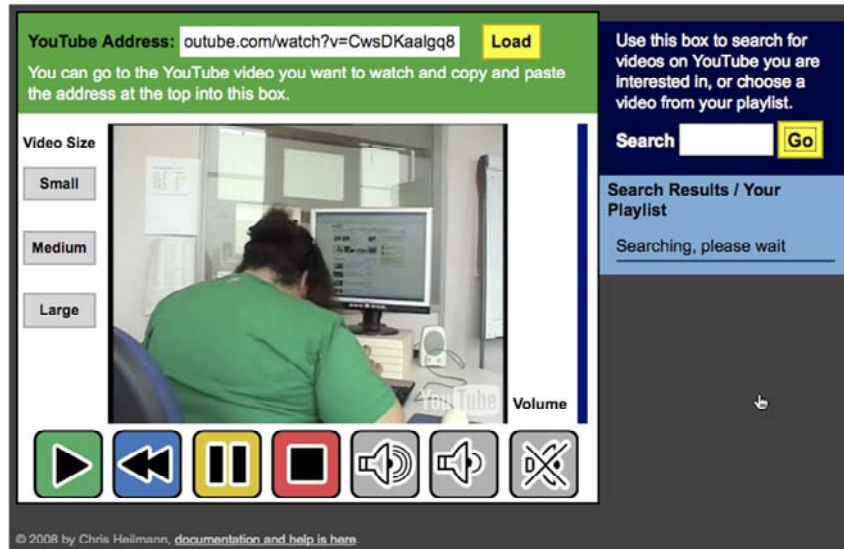 YouTube Address: outube.com/watch?v=CwsDKaalgq8 Load
You can go to the YouTube video you want to watch and copy and paste
the address at the top into this box.
Video Size
Small
Medium
Large
YouTube
Volume
© 2008 by Chris Heilmann, documentation and help is here.
Use this box to search for
videos on YouTube you are
interested in, or choose a
video from your playlist.
Search Go
Search Results / Your
Playlist
Searching, please wait